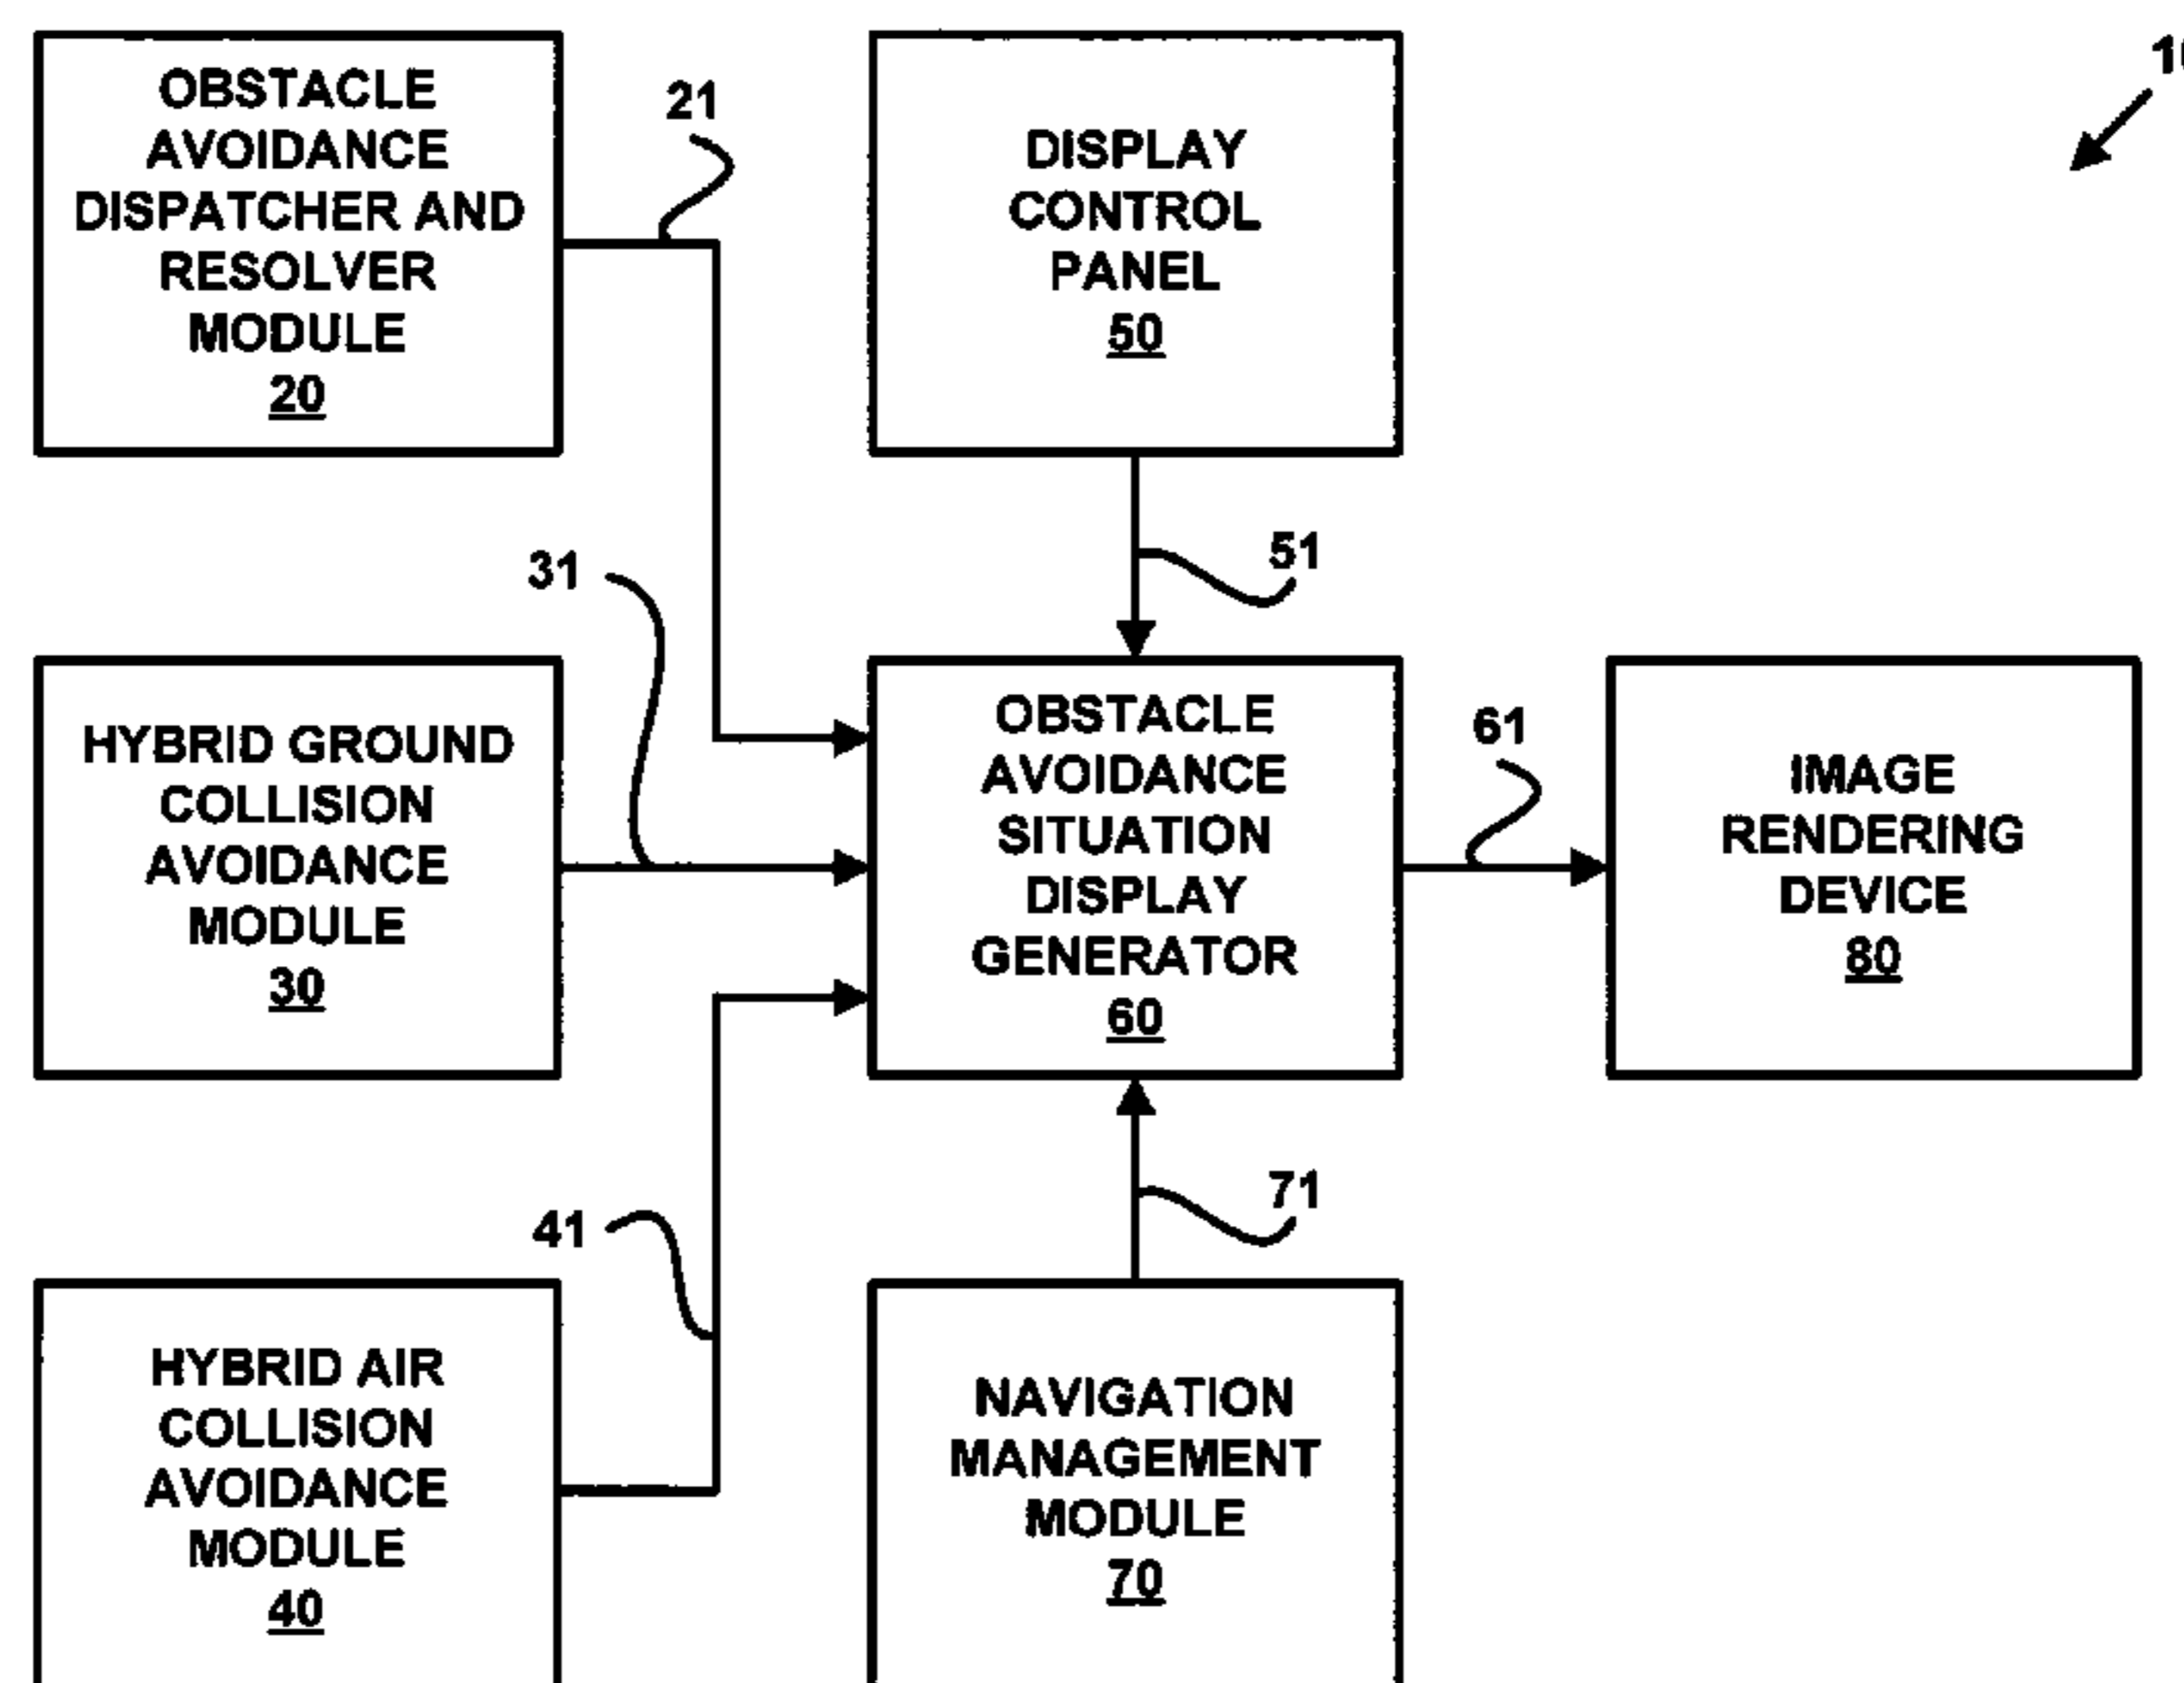 OBSTACLE
AVOIDANCE
DISPATCHER AND
RESOLVER
MODULE
20
21
DISPLAY
CONTROL
PANEL
50
51
31
HYBRID GROUND
COLLISION
AVOIDANCE
MODULE
30
OBSTACLE
AVOIDANCE
SITUATION
DISPLAY
GENERATOR
60
61
IMAGE
RENDERING
DEVICE
80
41
71
HYBRID AIR
COLLISION
AVOIDANCE
MODULE
40
NAVIGATION
MANAGEMENT
MODULE
70